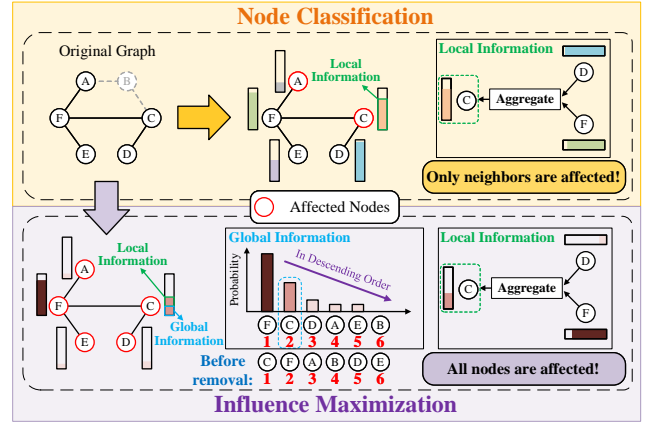 Node Classification
Original Graph
A
B
F
C
E
D
Local
Information
A
F
C
E
D
Local Information
D
C
Aggregate
F
Only neighbors are affected!
Affected Nodes
Local
Information
Global
Information
A
F
C
E
D
Global Information
Probability
In Descending Order
F C D A E B
1 2 3 4 5 6
Before
removal:
C F A B D E
1 2 3 4 5 6
Local Information
D
C
Aggregate
F
All nodes are affected!
Influence Maximization